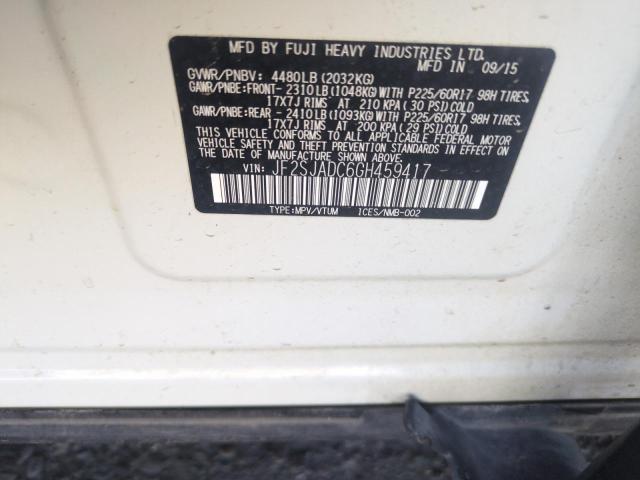 MFD BY FUJI HEAVY INDUSTRIES LTD.
MFD IN 09/15
GVWR/PNBV: 4480LB (2032KG)
GAWR/PNBE:FRONT- 2310LB (1048KG) WITH P225/60R17 98H TIRES,
17X7J RIMS AT 210 KPA (30 PSI) COLD
GAWR/PNBE:REAR - 2410LB (1093KG) WITH P225/60R17 98H TIRES,
17X7J RIMS AT 200 KPA (29 PSI) COLD
THIS VEHICLE CONFORMS TO ALL APPLICABLE FEDERAL MOTOR
VEHICLE SAFETY STANDARDS IN EFFECT ON THE DATE OF
MANUFACTURE SHOWN ABOVE.
VIN: JF2SJADC6GH459417
TYPE:MPV/VTUM ICES/NMB-002